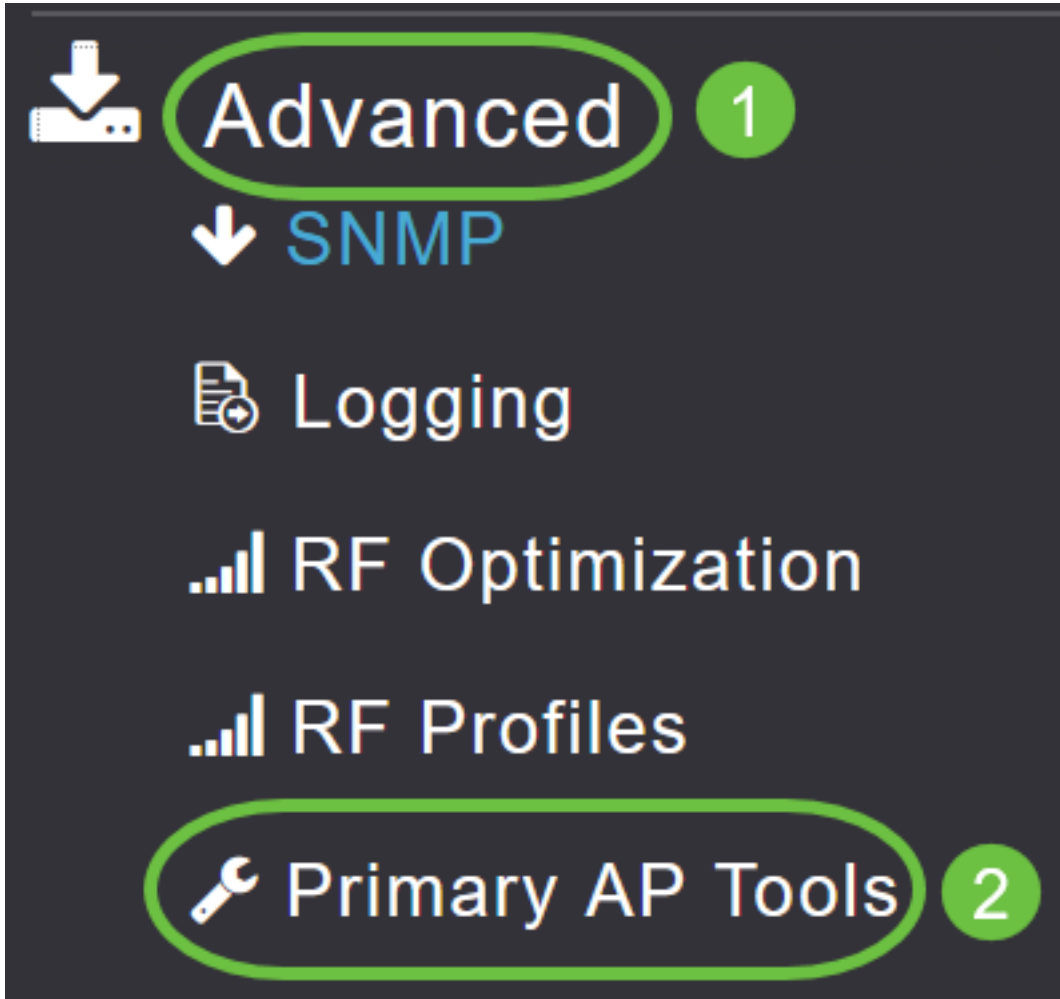 Advanced 1
SNMP
Logging
RF Optimization
RF Profiles
Primary AP Tools 2